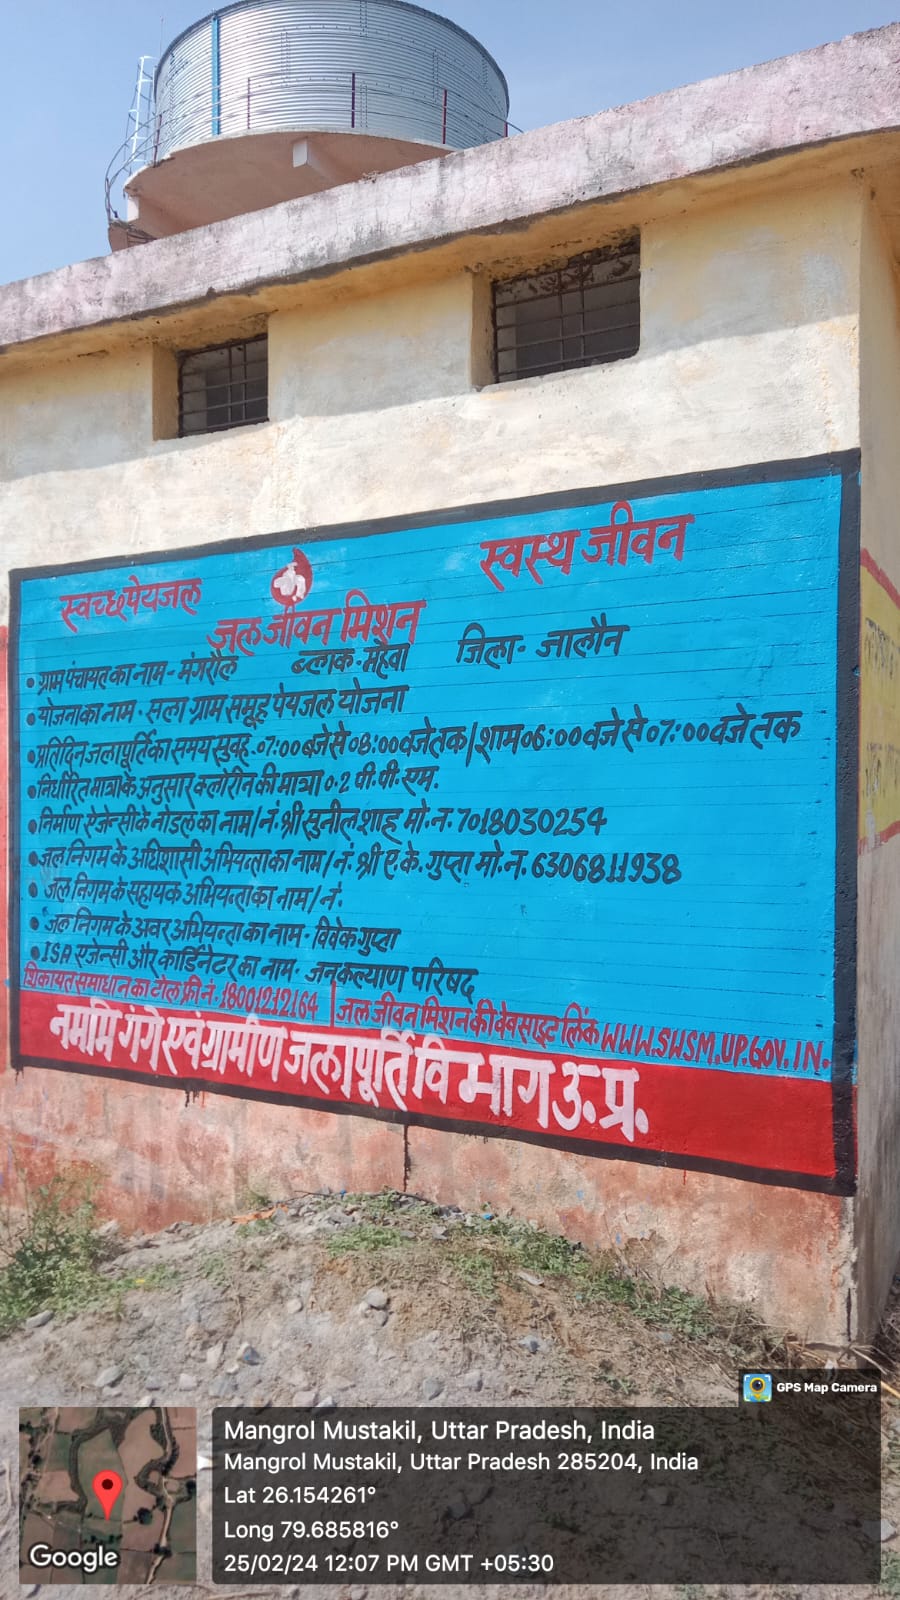 स्वच्छ पेयजल
स्वस्थ जीवन
जल जीवन मिशन
• ग्राम पंचायत का नाम - मंगरौल ब्लाक - महेवा जिला - जालौन
• योजना का नाम - सला ग्राम समूह पेयजल योजना
• प्रतिदिन जलापूर्ति का समय सुवह - 07:00 बजे से 08:00 वजे तक / शाम 06:00 वजे से 07:00 वजे तक
• निर्धारित मात्रा के अनुसार क्लोरीन की मात्रा 0.2 पी.पी.एम.
• निर्माण ऐजेन्सी के नोडल का नाम / नं. श्री सुनील शाह मो.न. 7018030254
• जल निगम के अधिशासी अभियन्ता का नाम / नं. श्री ए.के. गुप्ता मो.न. 6306811938
• जल निगम के सहायक अभियन्ता का नाम / नं.
• जल निगम के अवर अभियन्ता का नाम - विवेक गुप्ता
• ISA एजेन्सी और कार्डिनेटर का नाम - जनकल्याण परिषद
शिकायत समाधान का टोल फ्री नं. 18001212164 | जल जीवन मिशन की वेबसाइट लिंक WWW.SWSM.UP.GOV.IN.
नमामि गंगे एवं ग्रामीण जलापूर्ति विभाग उ.प्र.
GPS Map Camera
Mangrol Mustakil, Uttar Pradesh, India
Mangrol Mustakil, Uttar Pradesh 285204, India
Lat 26.154261°
Long 79.685816°
25/02/24 12:07 PM GMT +05:30
Google